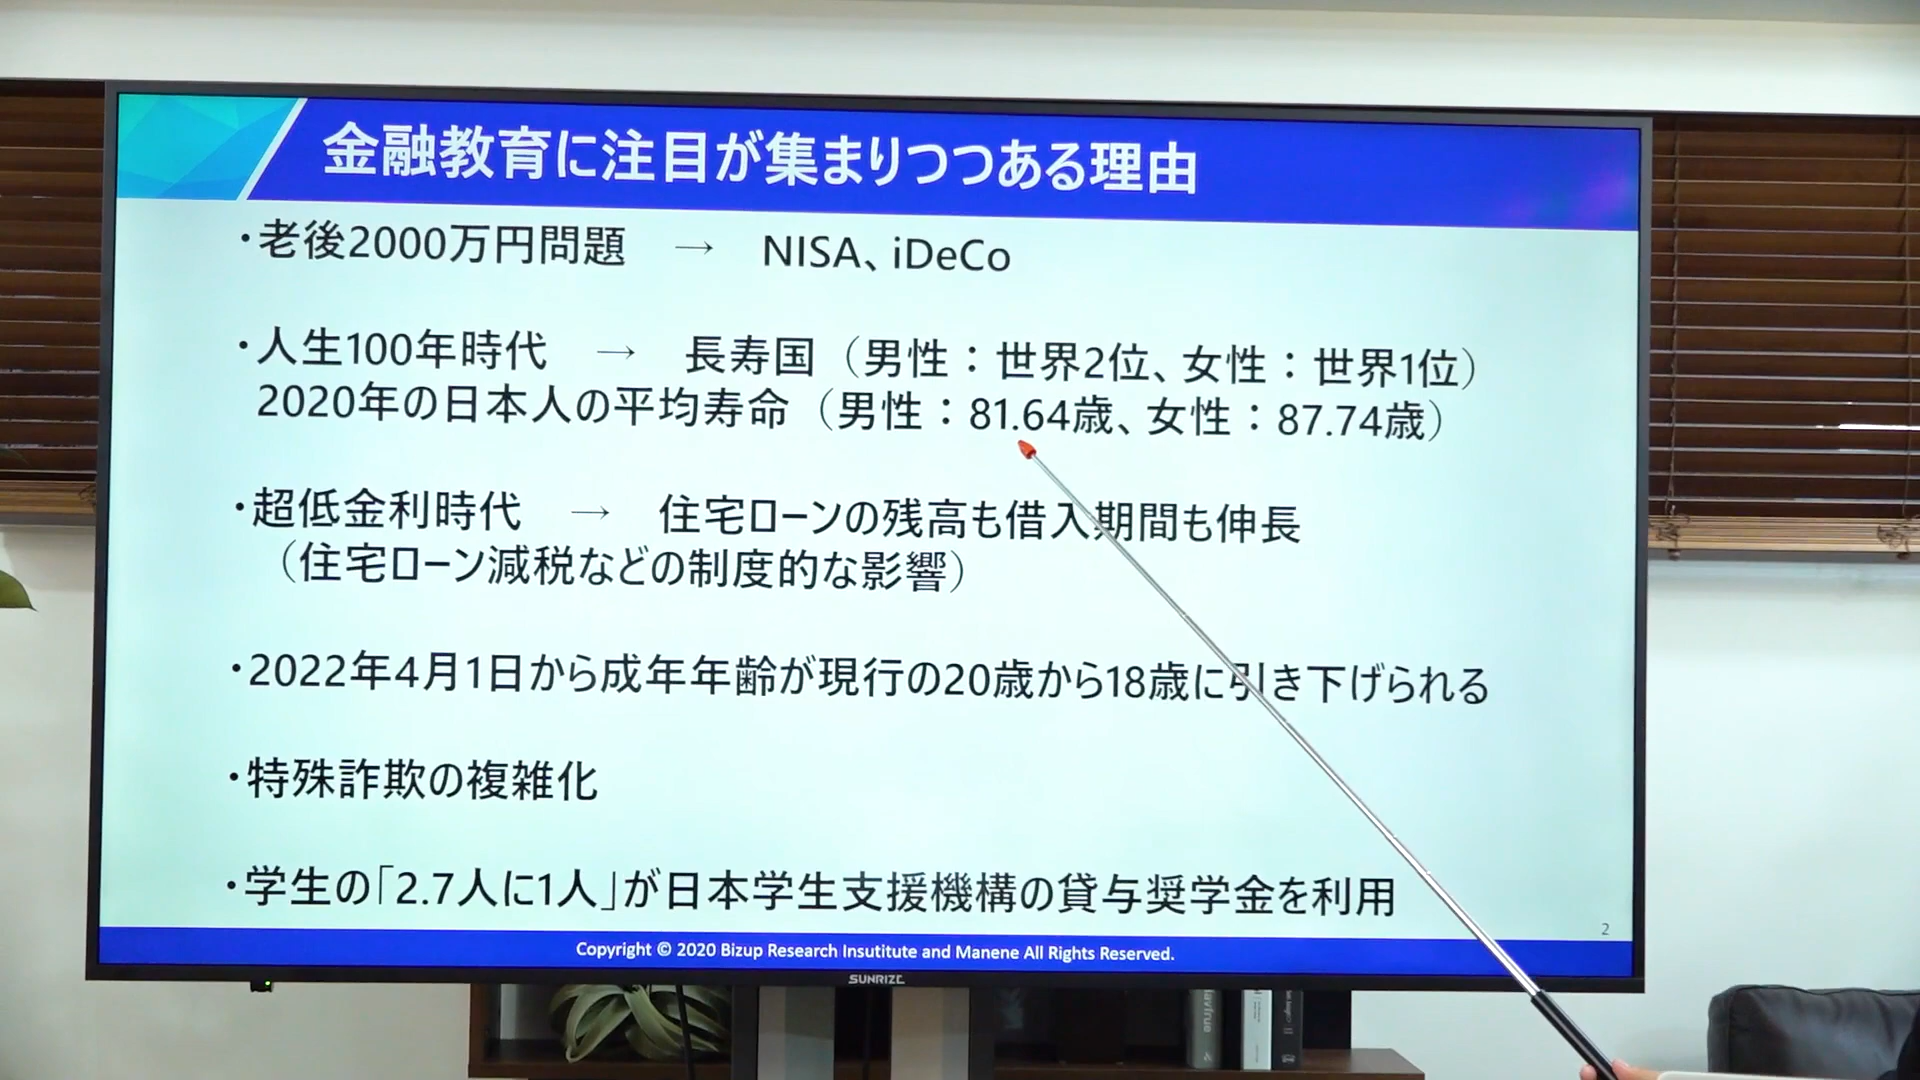 金融教育に注目が集まりつつある理由
・老後2000万円問題　→　NISA、iDeCo
・人生100年時代　→　長寿国（男性：世界2位、女性：世界1位）
2020年の日本人の平均寿命（男性：81.64歳、女性：87.74歳）
・超低金利時代　→　住宅ローンの残高も借入期間も伸長
（住宅ローン減税などの制度的な影響）
・2022年4月1日から成年年齢が現行の20歳から18歳に引き下げられる
・特殊詐欺の複雑化
・学生の「2.7人に1人」が日本学生支援機構の貸与奨学金を利用
2
Copyright © 2020 Bizup Research Insutitute and Manene All Rights Reserved.
SUNRIZE